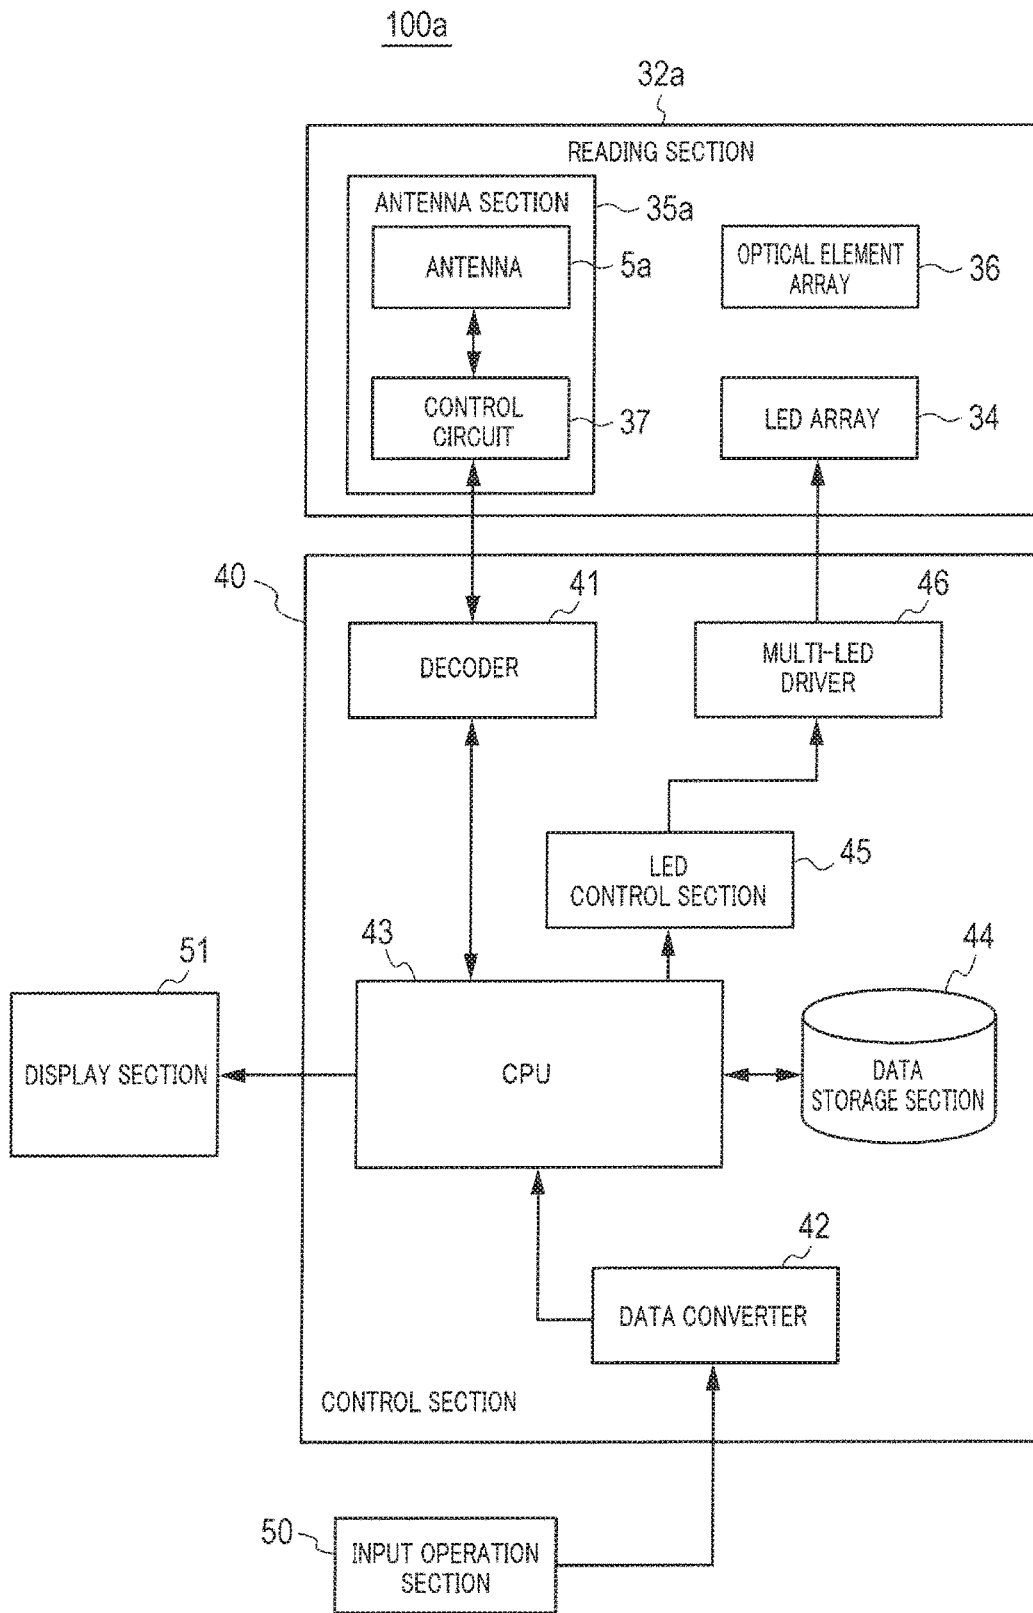 100a
32a
READING SECTION
ANTENNA SECTION
35a
ANTENNA
5a
OPTICAL ELEMENT
ARRAY
36
CONTROL
CIRCUIT
37
LED ARRAY
34
40
41
DECODER
46
MULTI-LED
DRIVER
LED
CONTROL SECTION
45
43
CPU
51
DISPLAY SECTION
44
DATA
STORAGE SECTION
42
DATA CONVERTER
CONTROL SECTION
50
INPUT OPERATION
SECTION